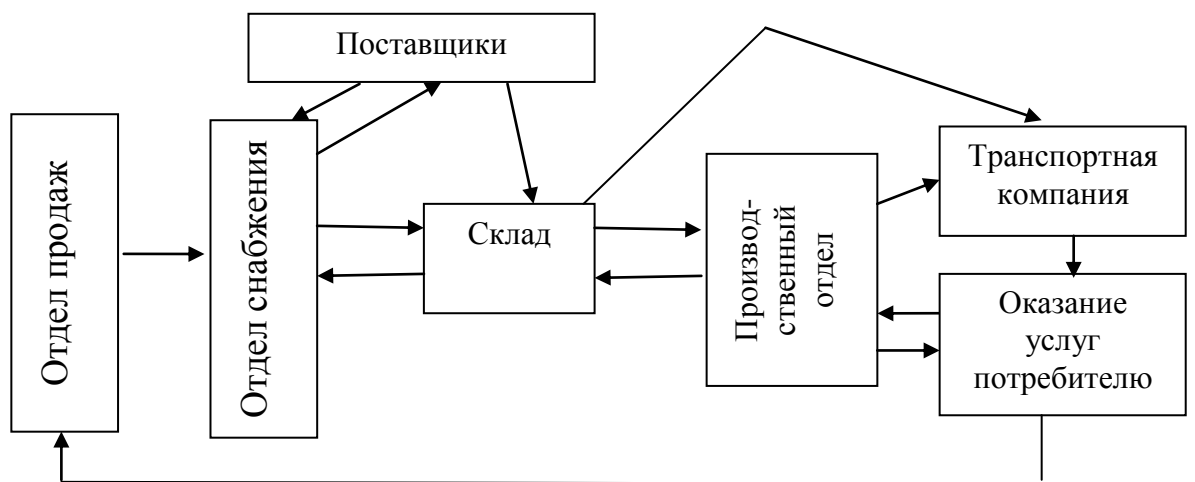 Поставщики
Отдел продаж
Отдел снабжения
Склад
Производ-
ственный
отдел
Транспортная
компания
Оказание
услуг
потребителю